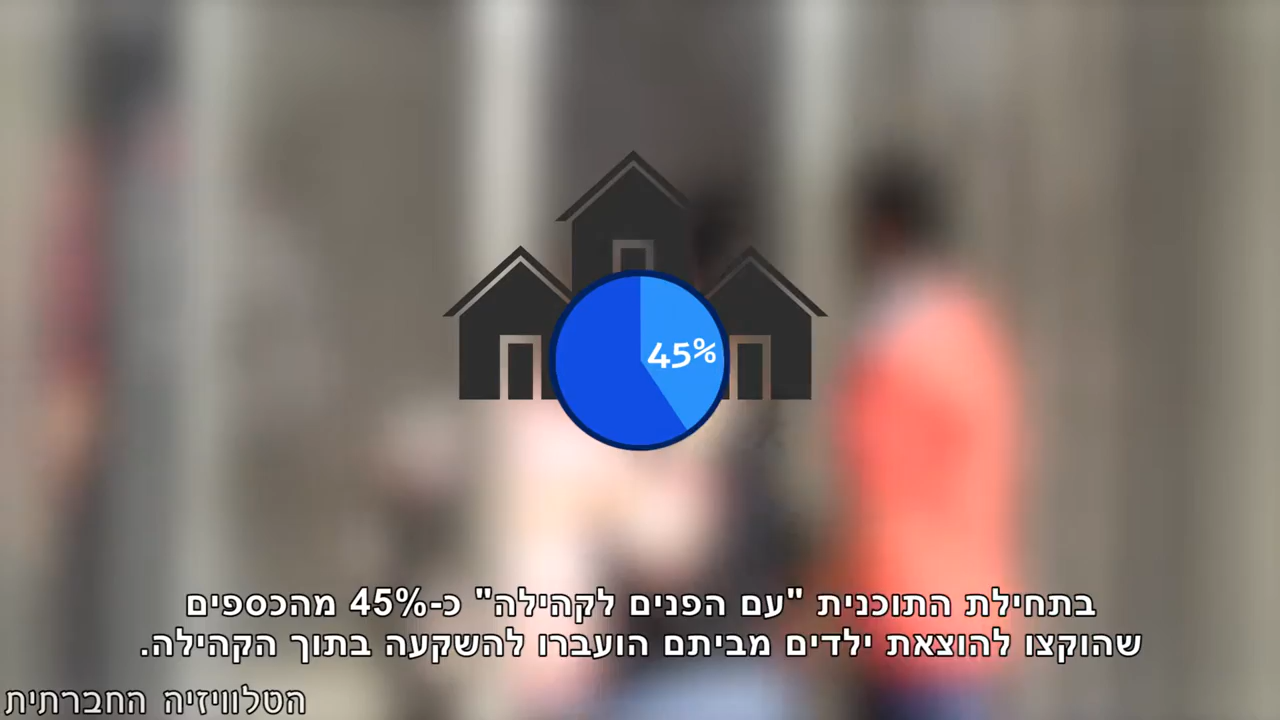 45%
בתחילת התוכנית "עם הפנים לקהילה" כ-45% מהכספים
שהוקצו להוצאת ילדים מביתם הועברו להשקעה בתוך הקהילה.
הטלוויזיה החברתית